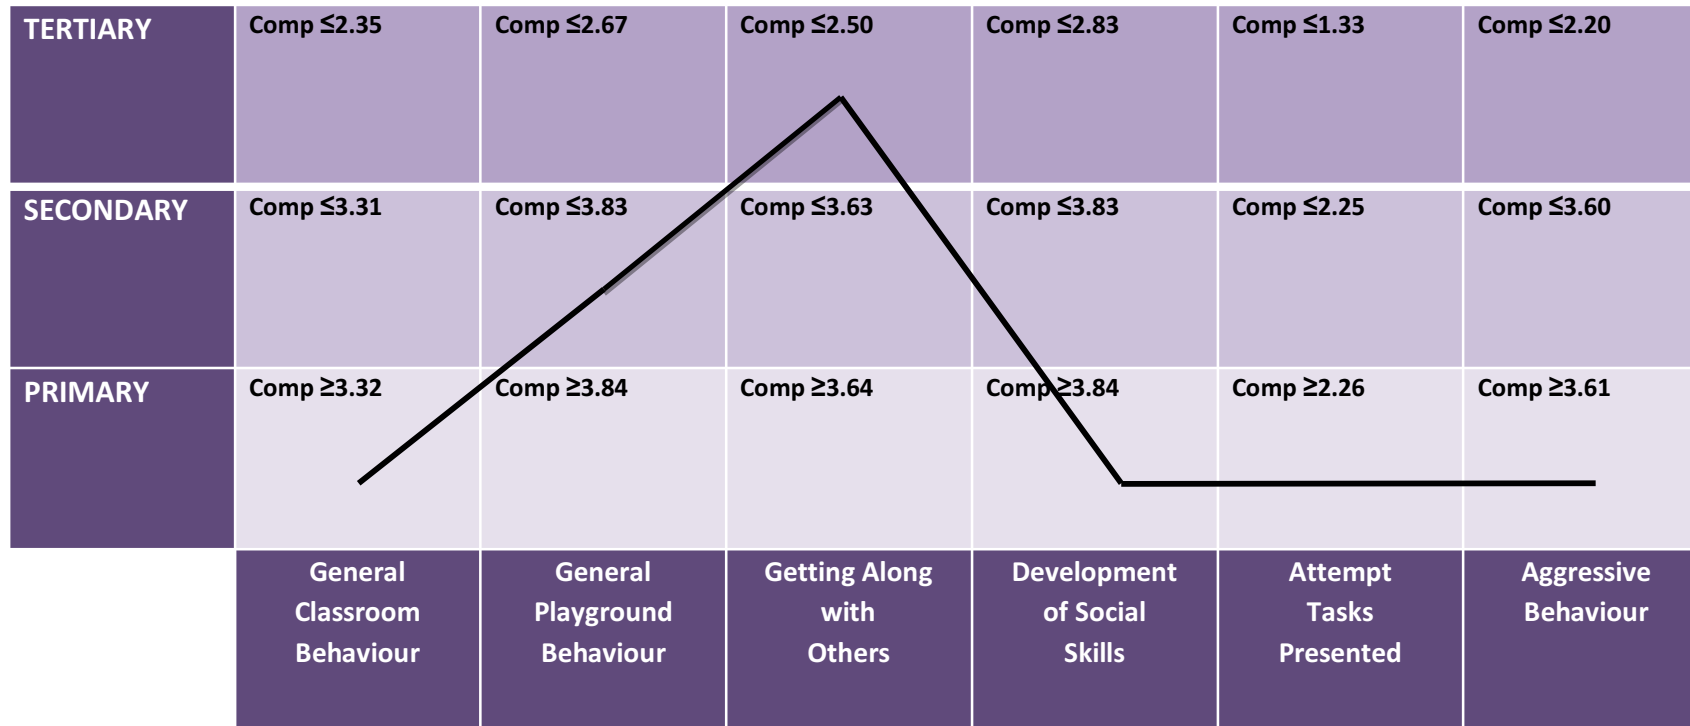 TERTIARY
Comp ≤2.35
Comp ≤2.67
Comp ≤2.50
Comp ≤2.83
Comp ≤1.33
Comp ≤2.20
SECONDARY
Comp ≤3.31
Comp ≤3.83
Comp ≤3.63
Comp ≤3.83
Comp ≤2.25
Comp ≤3.60
PRIMARY
Comp ≥3.32
Comp ≥3.84
Comp ≥3.64
Comp ≥3.84
Comp ≥2.26
Comp ≥3.61
General
Classroom
Behaviour
General
Playground
Behaviour
Getting Along
with
Others
Development
of Social
Skills
Attempt
Tasks
Presented
Aggressive
Behaviour